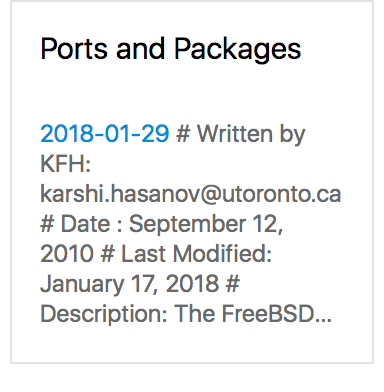 Ports and Packages
2018-01-29 # Written by
KFH:
karshi.hasanov@utoronto.ca
# Date : September 12,
2010 # Last Modified:
January 17, 2018 #
Description: The FreeBSD...